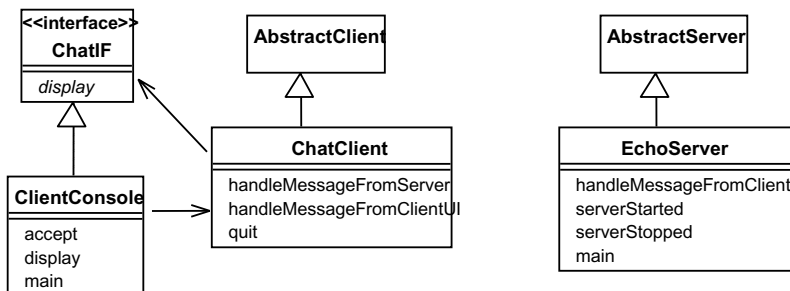 <<interface>>
ChatIF
display
AbstractClient
AbstractServer
ChatClient
handleMessageFromServer
handleMessageFromClientUI
quit
EchoServer
handleMessageFromClient
serverStarted
serverStopped
main
ClientConsole
accept
display
main